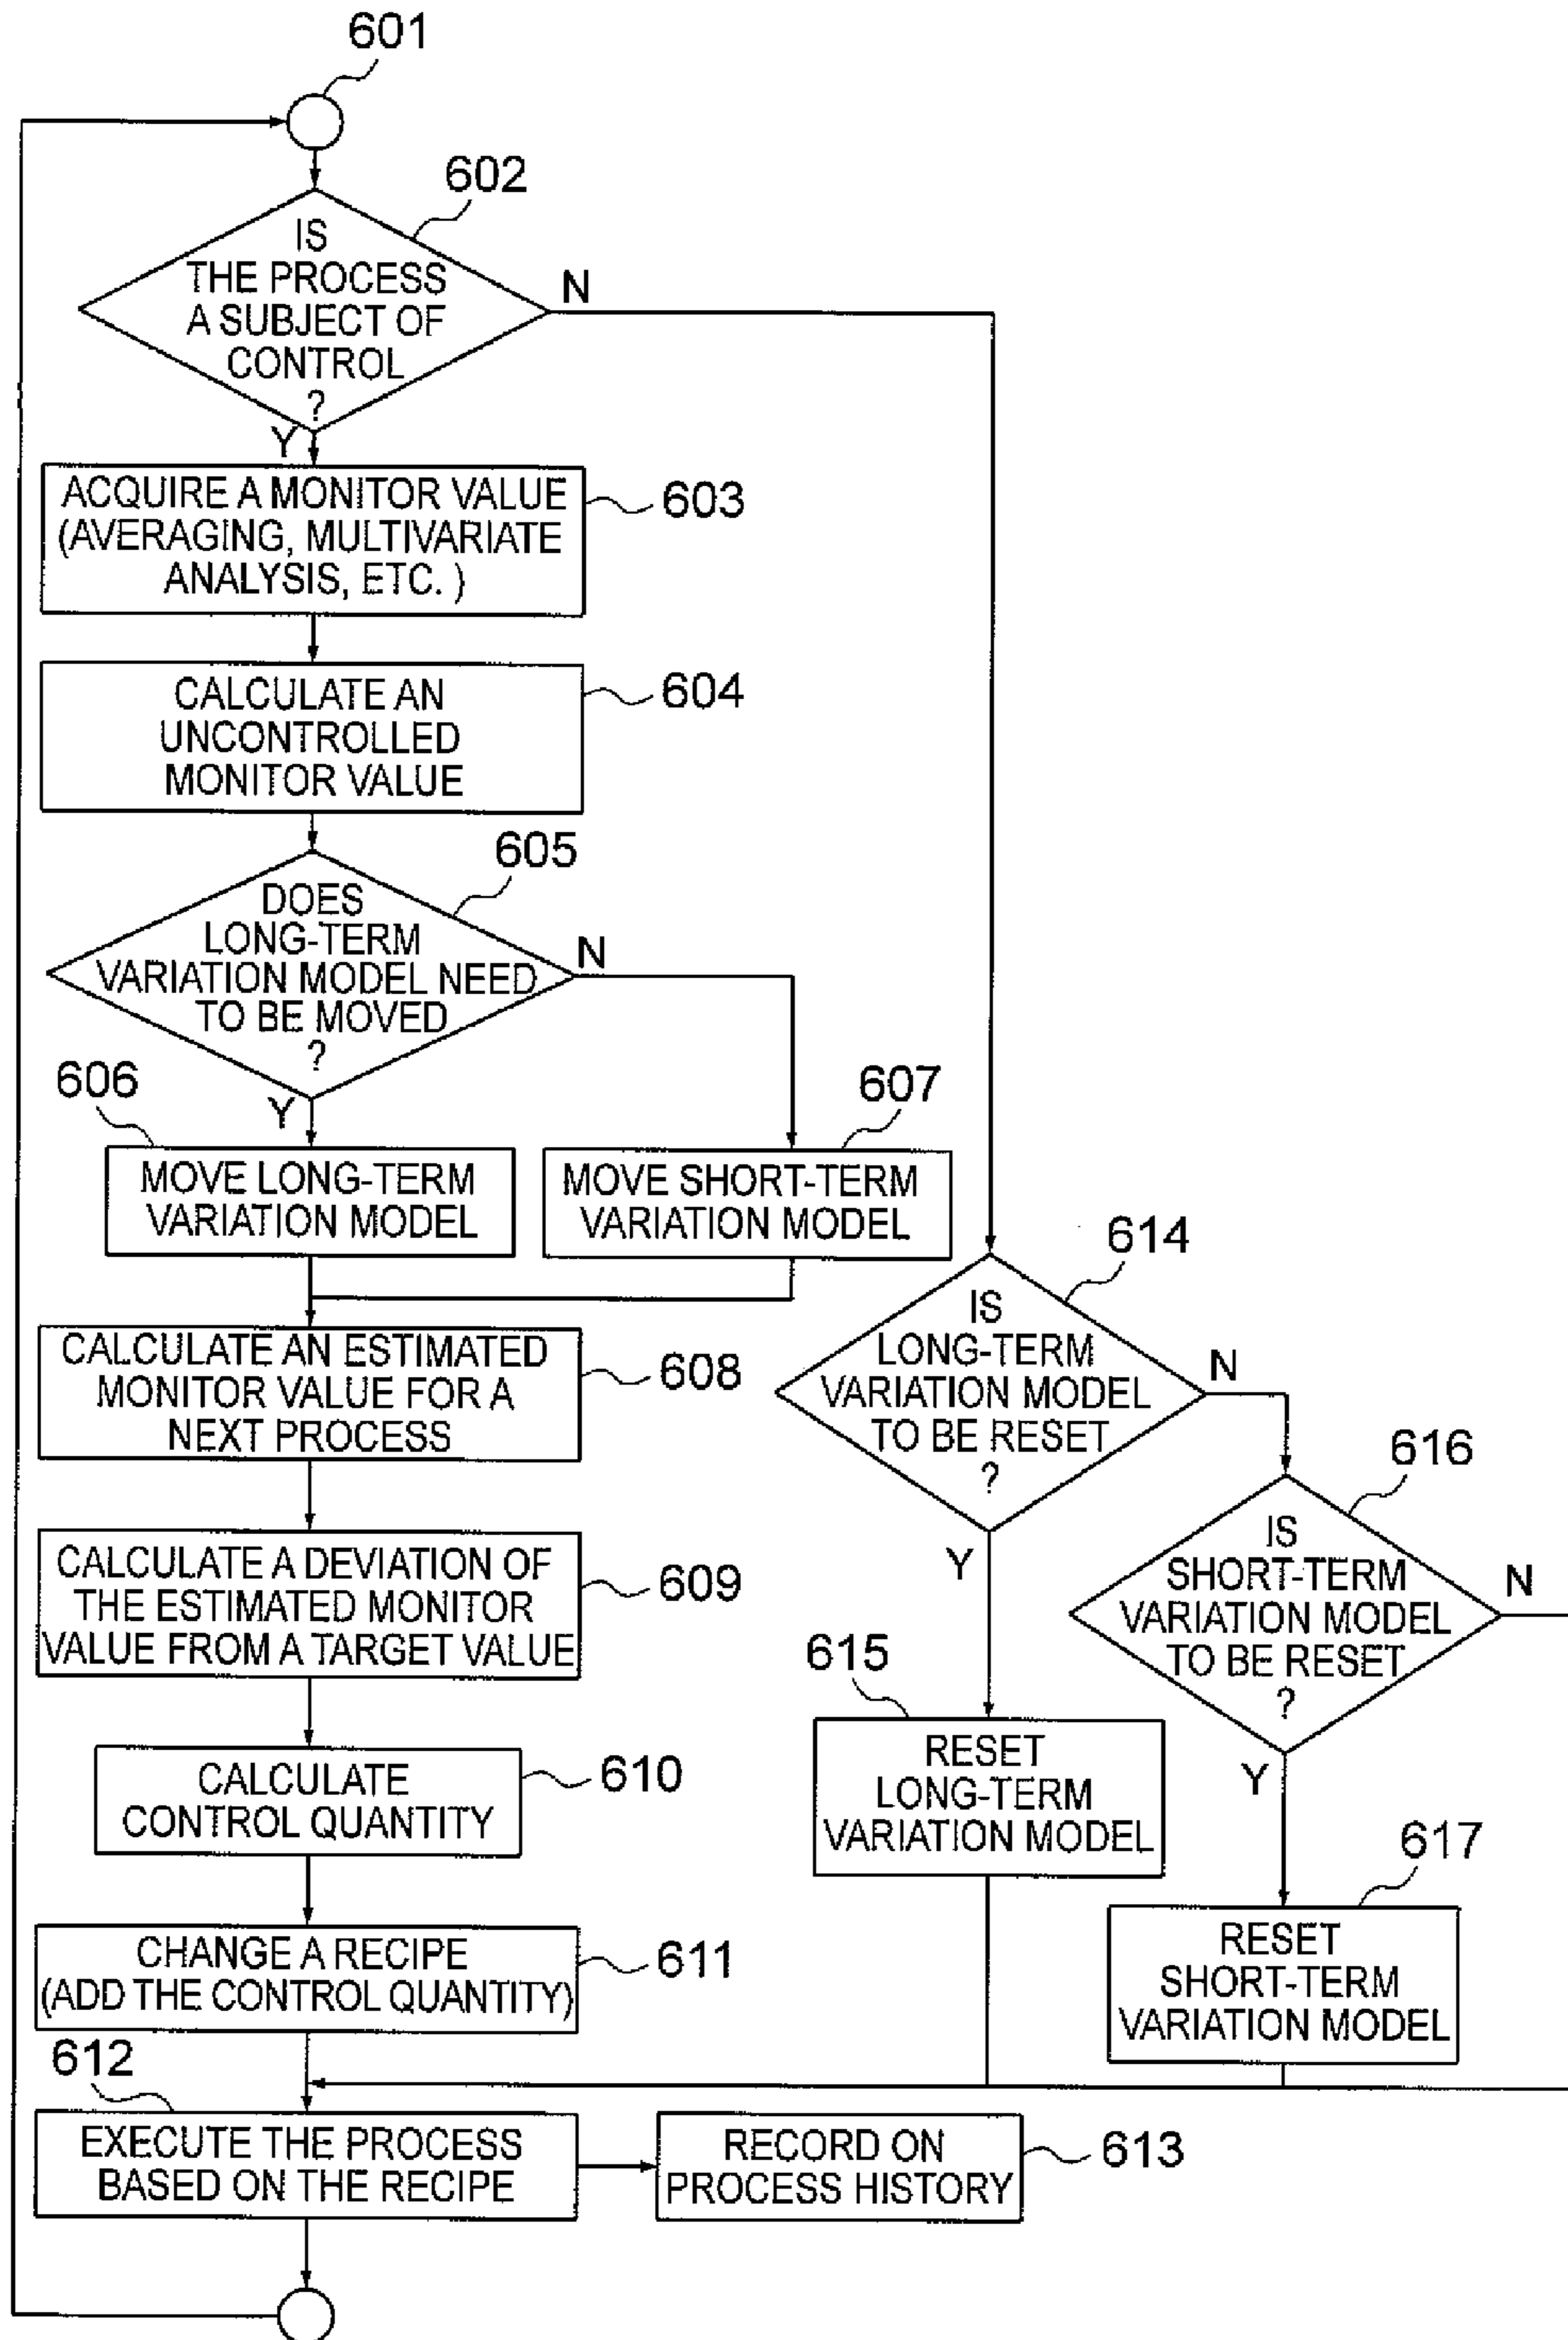 601
602
IS
THE PROCESS
A SUBJECT OF
CONTROL
?
N
Y
ACQUIRE A MONITOR VALUE
(AVERAGING, MULTIVARIATE
ANALYSIS, ETC. )
603
CALCULATE AN
UNCONTROLLED
MONITOR VALUE
604
605
DOES
LONG-TERM
VARIATION MODEL NEED
TO BE MOVED
?
N
Y
606
MOVE LONG-TERM
VARIATION MODEL
607
MOVE SHORT-TERM
VARIATION MODEL
CALCULATE AN ESTIMATED
MONITOR VALUE FOR A
NEXT PROCESS
608
CALCULATE A DEVIATION OF
THE ESTIMATED MONITOR
VALUE FROM A TARGET VALUE
609
CALCULATE
CONTROL QUANTITY
610
CHANGE A RECIPE
(ADD THE CONTROL QUANTITY)
611
612
EXECUTE THE PROCESS
BASED ON THE RECIPE
RECORD ON
PROCESS HISTORY
613
614
IS
LONG-TERM
VARIATION MODEL
TO BE RESET
?
N
Y
615
RESET
LONG-TERM
VARIATION MODEL
616
IS
SHORT-TERM
VARIATION MODEL
TO BE RESET
?
N
Y
617
RESET
SHORT-TERM
VARIATION MODEL